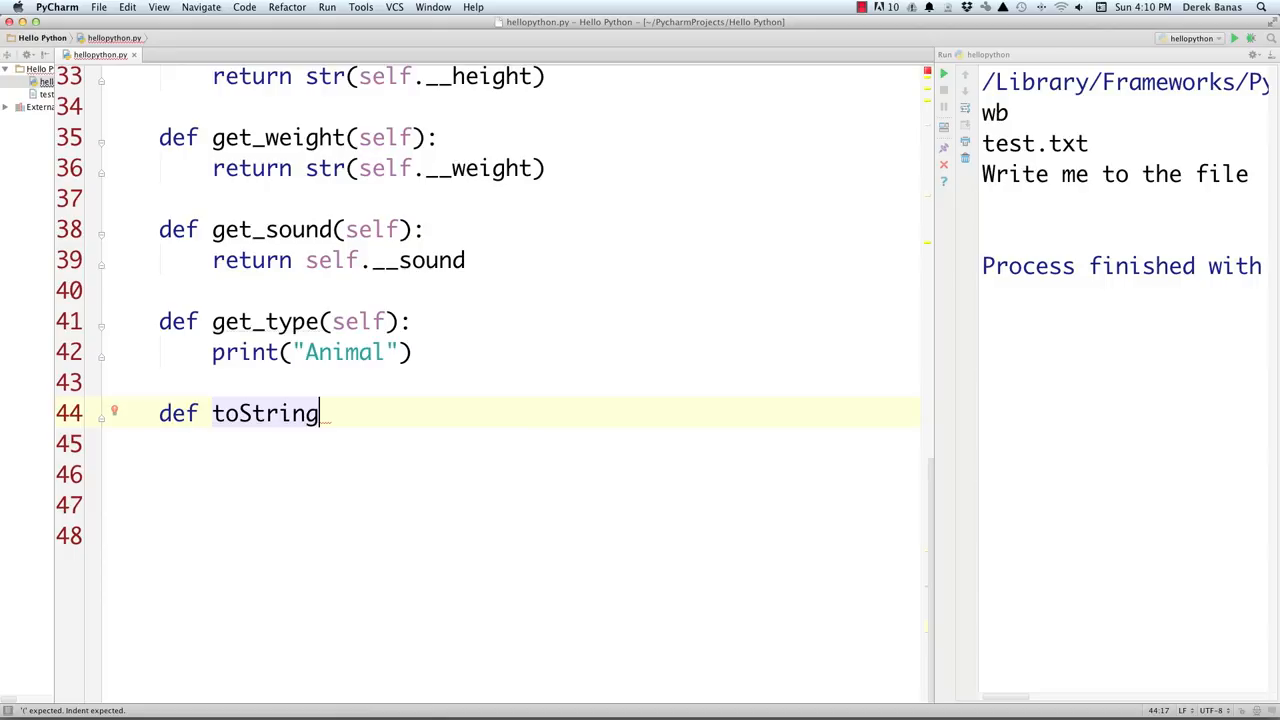 PyCharm File Edit View Navigate Code Refactor Run Tools VCS Window Help 10 Sun 4:10 PM Derek Banas
hellopython.py - Hello Python - [~/PycharmProjects/Hello Python]
Hello Python hellopython.py hellopython
hellopython.py × Run hellopython
Hello P
hell
test
Externa
33 return str(self.__height)
34
35 def get_weight(self):
36 return str(self.__weight)
37
38 def get_sound(self):
39 return self.__sound
40
41 def get_type(self):
42 print("Animal")
43
44 def toString
45
46
47
48
/Library/Frameworks/Py
wb
test.txt
Write me to the file
Process finished with
'(' expected. Indent expected. 44:17 LF UTF-8